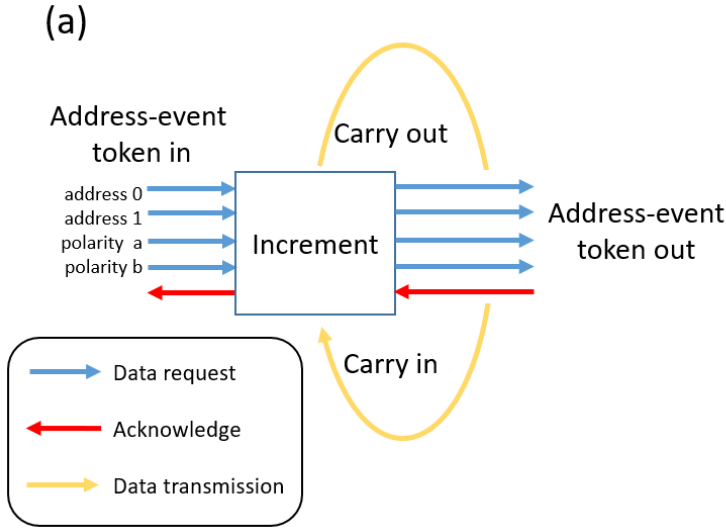 (a)
Address-event
token in
Carry out
address 0
address 1
polarity a
polarity b
Increment
Address-event
token out
Carry in
Data request
Acknowledge
Data transmission